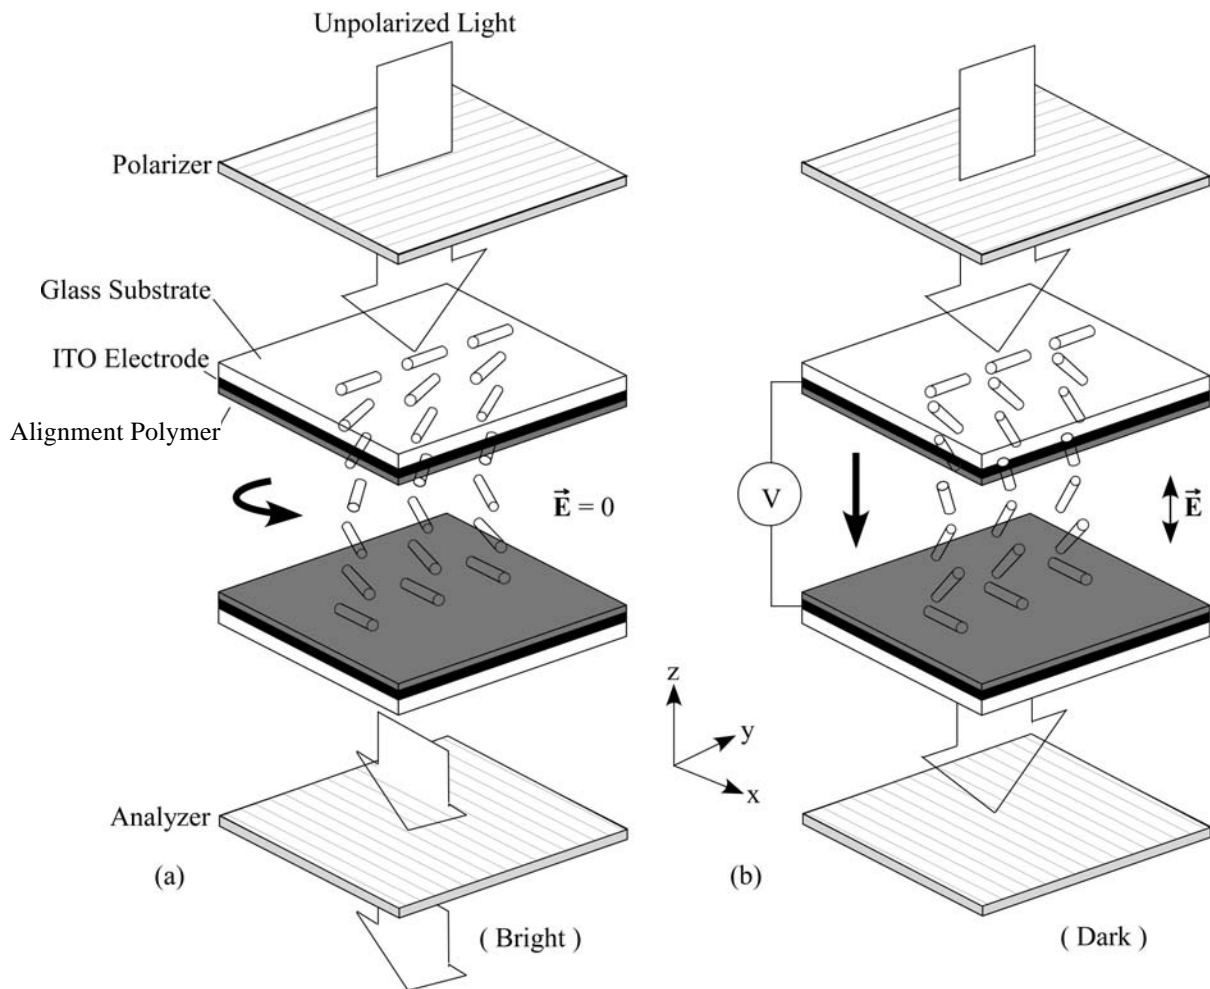 Unpolarized Light
Polarizer
Glass Substrate
ITO Electrode
Alignment Polymer
E = 0
V
E
z
y
x
Analyzer
(a)
(b)
( Bright )
( Dark )